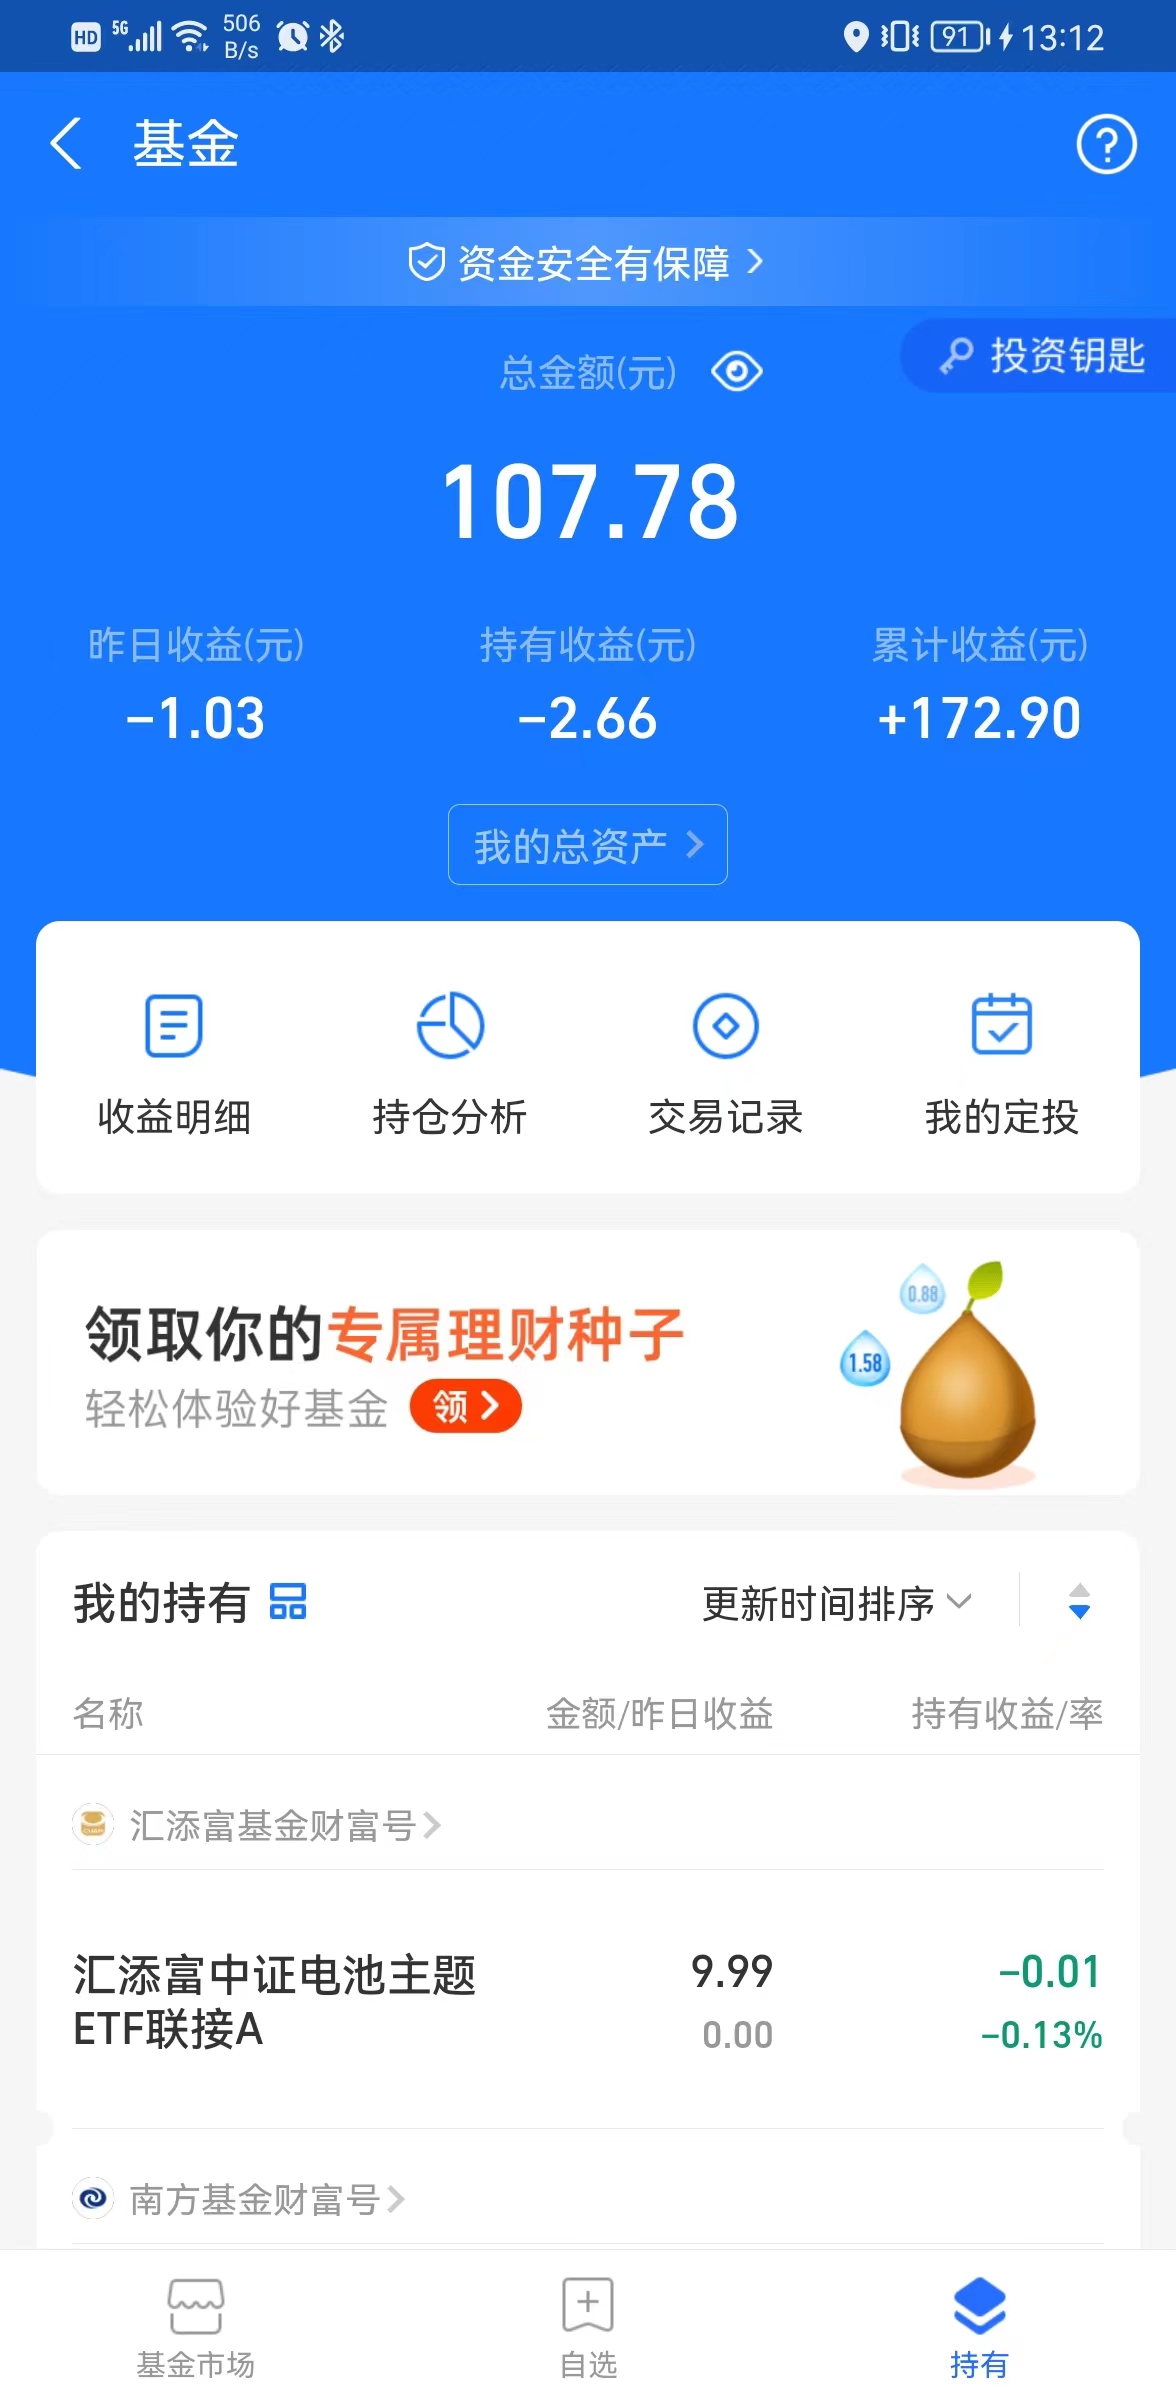 HD 5G 506 B/s 91 13:12
基金
资金安全有保障
总金额(元)
投资钥匙
107.78
昨日收益(元) 持有收益(元) 累计收益(元)
-1.03 -2.66 +172.90
我的总资产
收益明细 持仓分析 交易记录 我的定投
领取你的专属理财种子
轻松体验好基金 领
0.88
1.58
我的持有 更新时间排序
名称 金额/昨日收益 持有收益/率
汇添富基金财富号
汇添富中证电池主题 9.99 -0.01
ETF联接A 0.00 -0.13%
南方基金财富号
基金市场 自选 持有